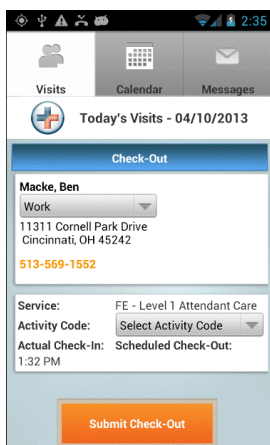 2:35
Visits
Calendar
Messages
Today's Visits - 04/10/2013
Check-Out
Macke, Ben
Work
11311 Cornell Park Drive
Cincinnati, OH 45242
513-569-1552
Service: FE - Level 1 Attendant Care
Activity Code: Select Activity Code
Actual Check-In: Scheduled Check-Out:
1:32 PM
Submit Check-Out